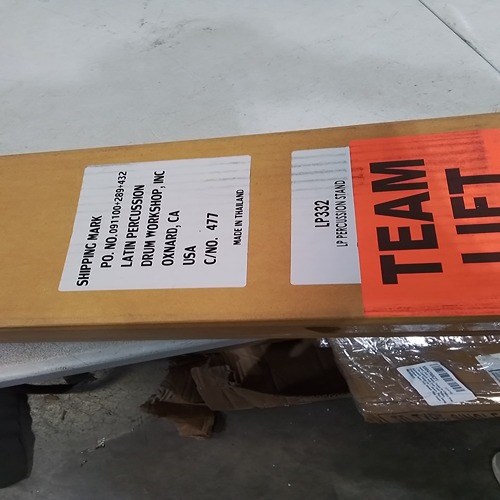 SHIPPING MARK
PO. NO.091100+289+432
LATIN PERCUSSION
DRUM WORKSHOP, INC
OXNARD, CA
USA
C/NO. 477
MADE IN THAILAND
LP332
LP PERCUSSION STAND
TEAM
LIFT